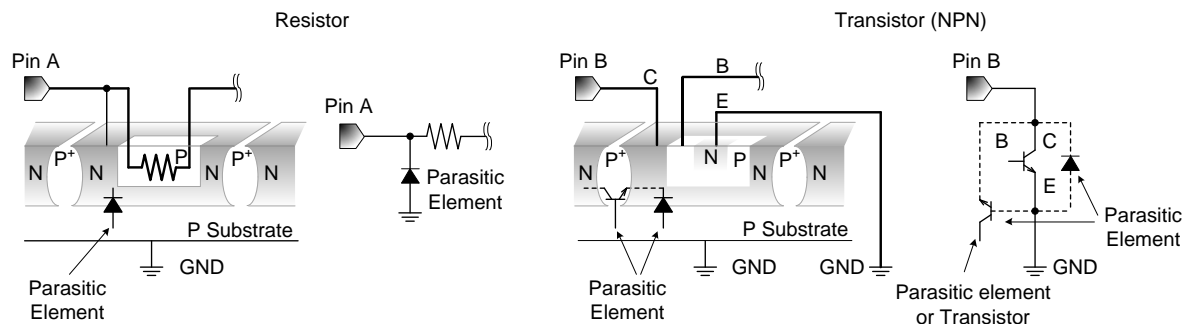 Resistor
Transistor (NPN)
Pin A
Pin A
N
P+
N
P
N
P+
N
Parasitic
Element
P Substrate
GND
Parasitic
Element
Pin B
C
B
E
N
P+
N
N
P
N
P+
N
P Substrate
GND
GND
Parasitic
Element
Pin B
B
C
E
Parasitic
Element
GND
Parasitic element
or Transistor